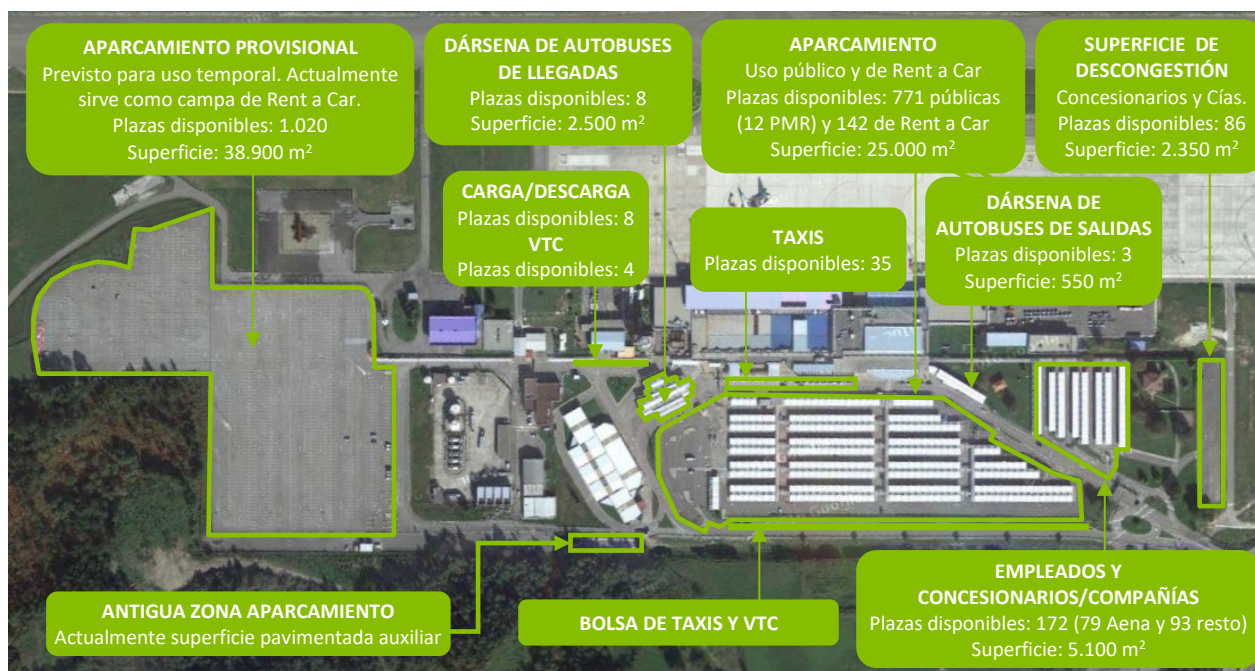 APARCAMIENTO PROVISIONAL
Previsto para uso temporal. Actualmente
sirve como campa de Rent a Car.
Plazas disponibles: 1.020
Superficie: 38.900 m²
DÁRSENA DE AUTOBUSES
DE LLEGADAS
Plazas disponibles: 8
Superficie: 2.500 m²
APARCAMIENTO
Uso público y de Rent a Car
Plazas disponibles: 771 públicas
(12 PMR) y 142 de Rent a Car
Superficie: 25.000 m²
SUPERFICIE DE
DESCONGESTIÓN
Concesionarios y Cías.
Plazas disponibles: 86
Superficie: 2.350 m²
CARGA/DESCARGA
Plazas disponibles: 8
VTC
Plazas disponibles: 4
TAXIS
Plazas disponibles: 35
DÁRSENA DE
AUTOBUSES DE SALIDAS
Plazas disponibles: 3
Superficie: 550 m²
ANTIGUA ZONA APARCAMIENTO
Actualmente superficie pavimentada auxiliar
BOLSA DE TAXIS Y VTC
EMPLEADOS Y
CONCESIONARIOS/COMPAÑÍAS
Plazas disponibles: 172 (79 Aena y 93 resto)
Superficie: 5.100 m²